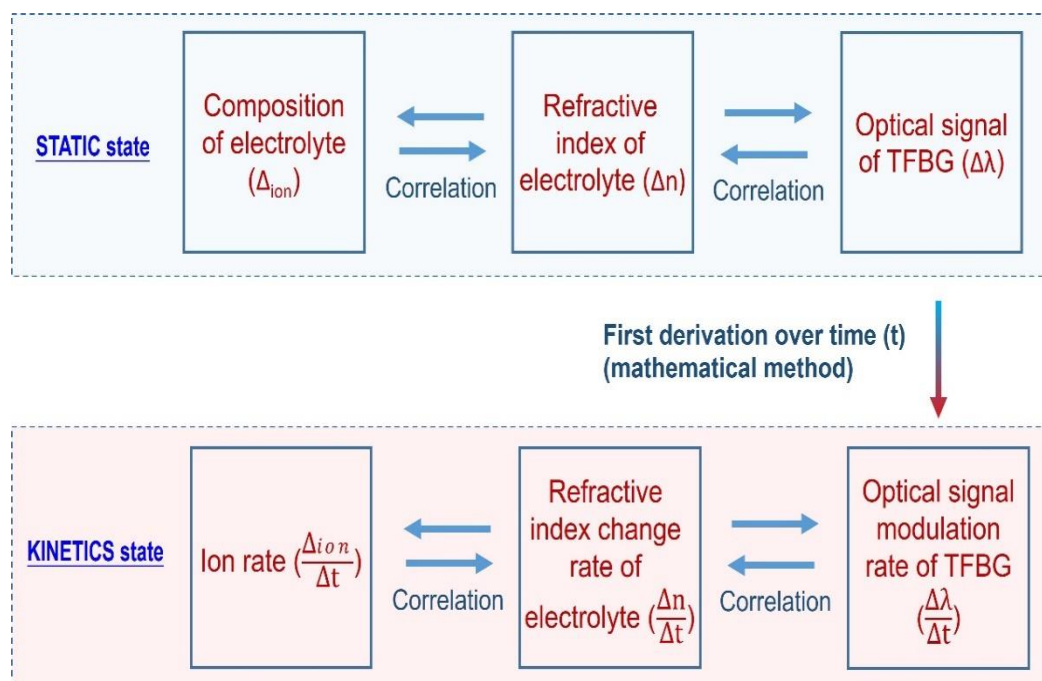 STATIC state
Composition
of electrolyte
(Δion)
Correlation
Refractive
index of
electrolyte (Δn)
Correlation
Optical signal
of TFBG (Δλ)
First derivation over time (t)
(mathematical method)
KINETICS state
Ion rate (Δion/Δt)
Correlation
Refractive
index change
rate of
electrolyte (Δn/Δt)
Correlation
Optical signal
modulation
rate of TFBG
(Δλ/Δt)